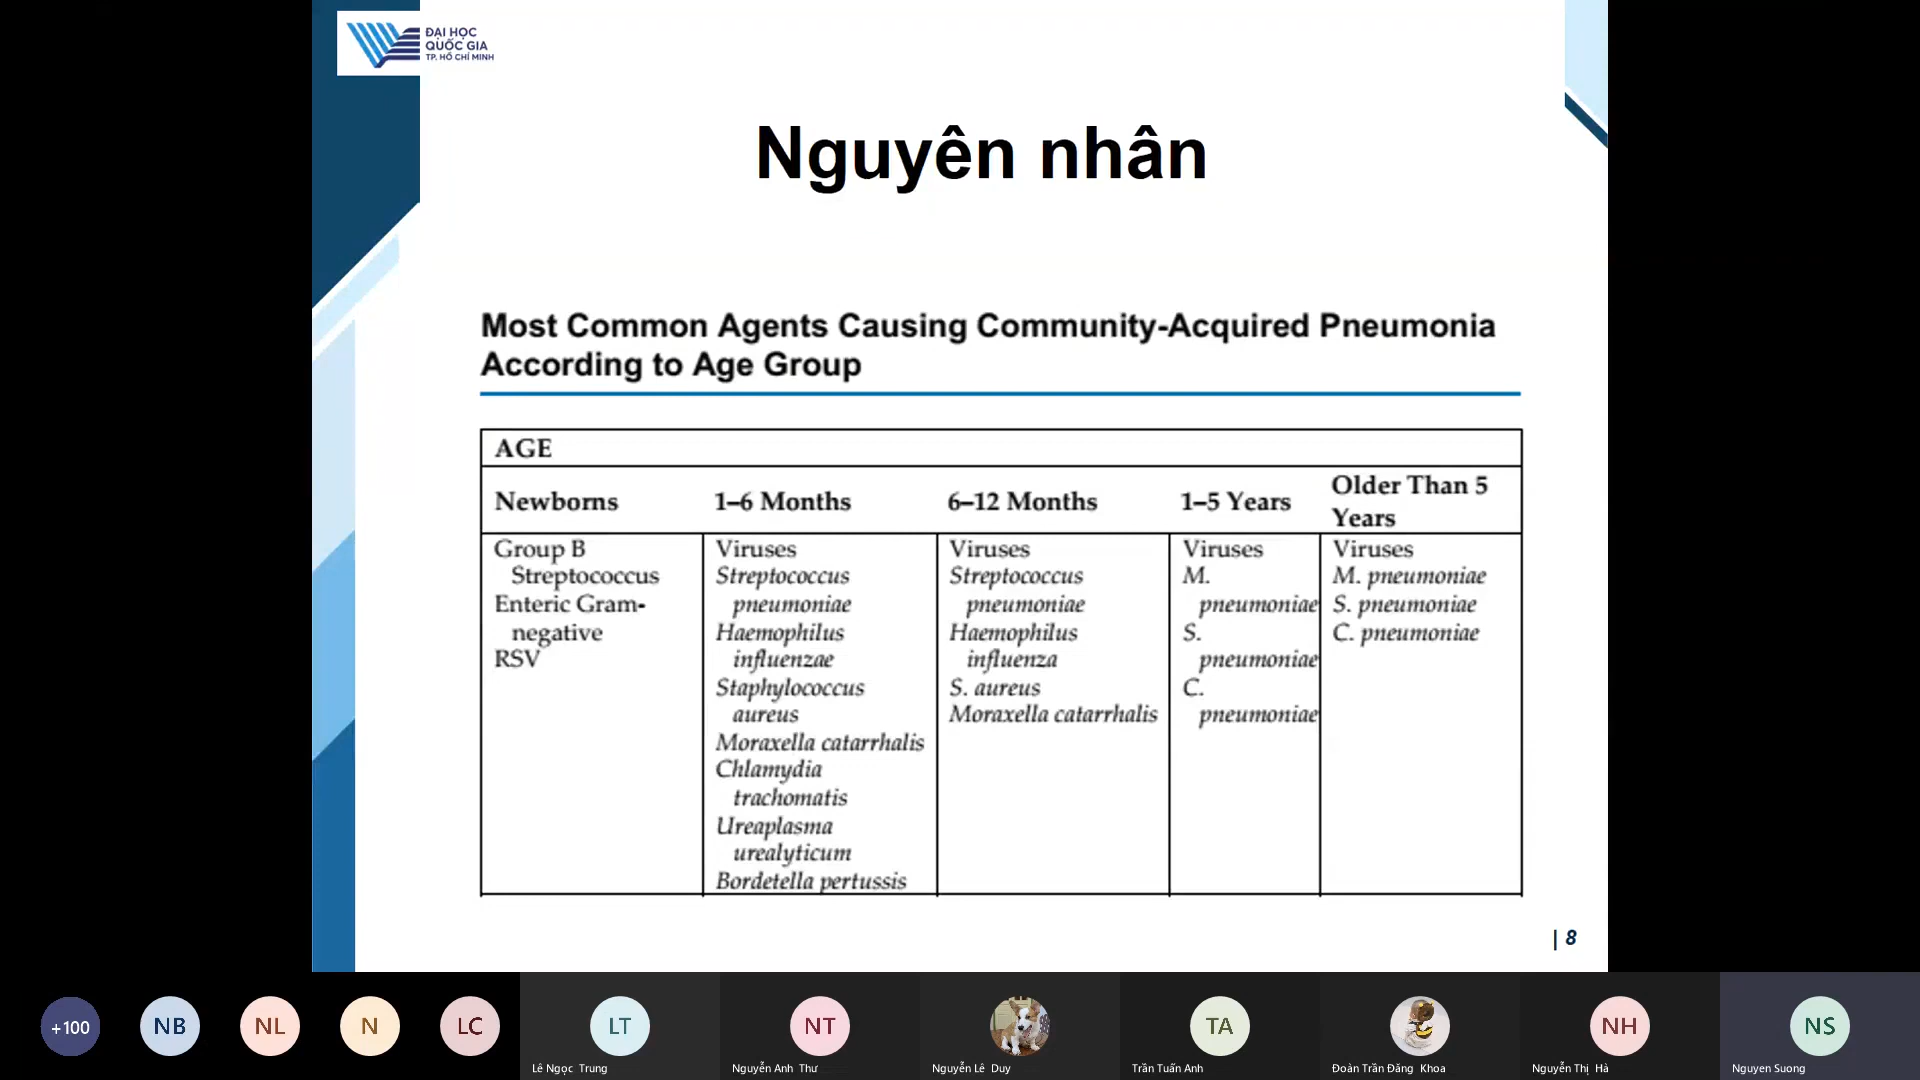 ĐẠI HỌC
QUỐC GIA
TP. HỒ CHÍ MINH
Nguyên nhân
Most Common Agents Causing Community-Acquired Pneumonia
According to Age Group
AGE
Newborns
1–6 Months
6–12 Months
1–5 Years
Older Than 5
Years
Group B
Streptococcus
Enteric Gram-
negative
RSV
Viruses
Streptococcus
pneumoniae
Haemophilus
influenzae
Staphylococcus
aureus
Moraxella catarrhalis
Chlamydia
trachomatis
Ureaplasma
urealyticum
Bordetella pertussis
Viruses
Streptococcus
pneumoniae
Haemophilus
influenza
S. aureus
Moraxella catarrhalis
Viruses
M.
pneumoniae
S.
pneumoniae
C.
pneumoniae
Viruses
M. pneumoniae
S. pneumoniae
C. pneumoniae
| 8
+100
NB
NL
N
LC
LT
NT
TA
NH
NS
Lê Ngọc Trung
Nguyễn Anh Thư
Nguyễn Lê Duy
Trần Tuấn Anh
Đoàn Trần Đăng Khoa
Nguyễn Thị Hà
Nguyen Suong